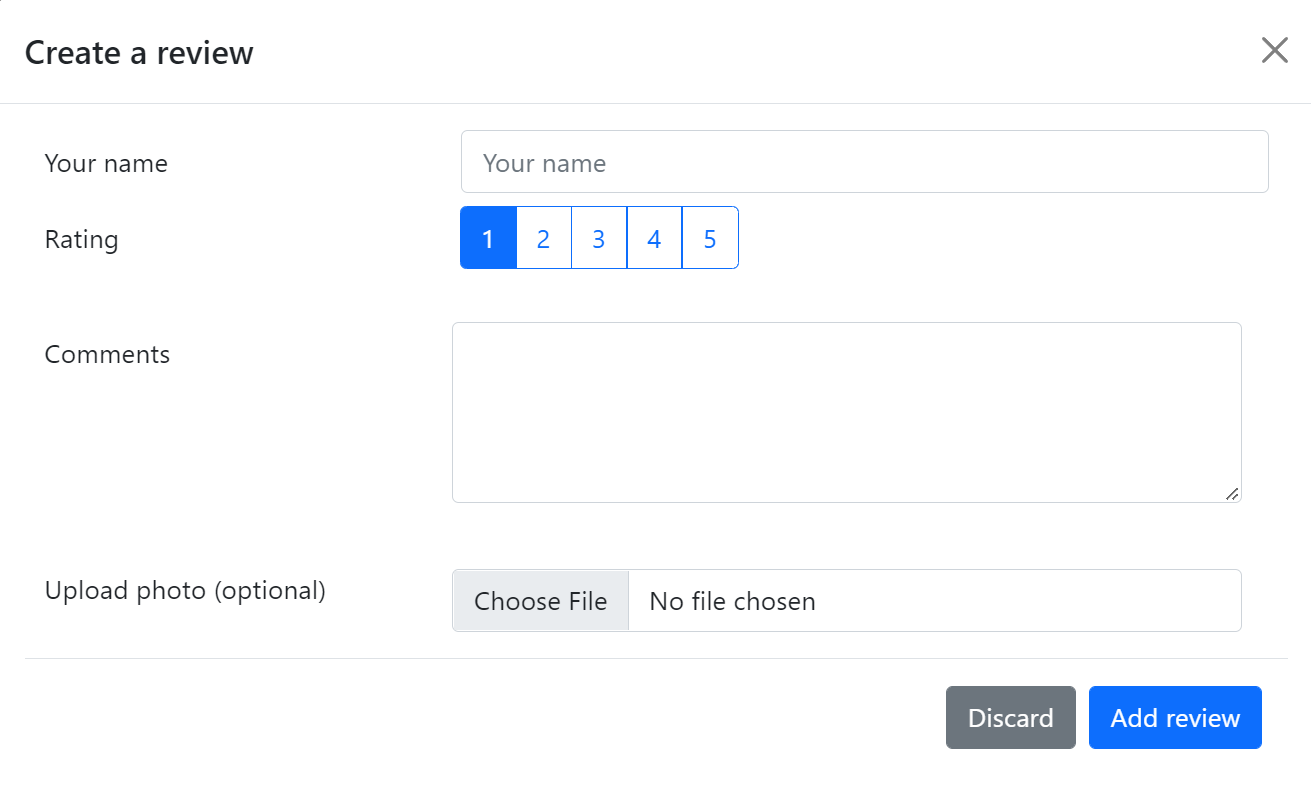 Create a review
Your name
Your name
Rating
1 2 3 4 5
Comments
Upload photo (optional)
Choose File No file chosen
Discard Add review